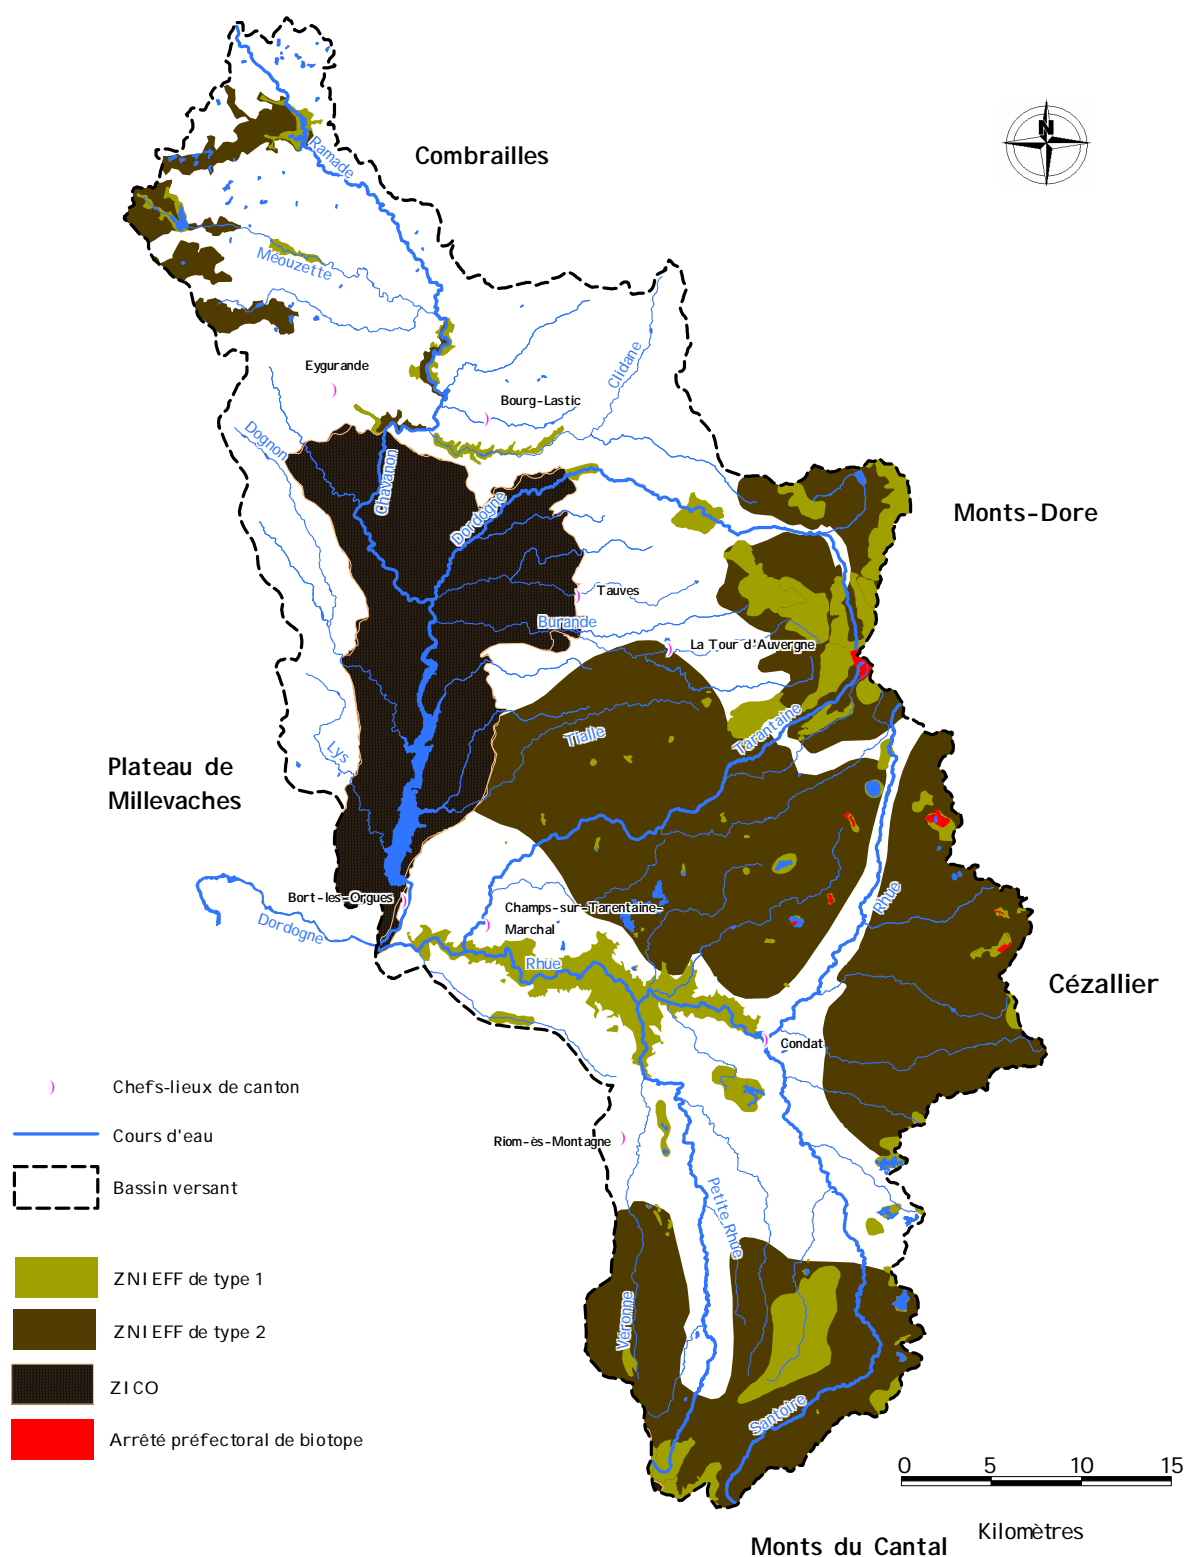 N
Combrailles
Ramade
Méouzette
Eygurande
Bourg-Lastic
Clidane
Dognon
Chavanon
Dordogne
Monts-Dore
Tauves
Burande
La Tour d'Auvergne
Tialle
Tarantaine
Lys
Plateau de
Millevaches
Bort-les-Orgues
Champs-sur-Tarentaine-
Marchal
Rhue
Dordogne
Rhue
Cézallier
Condat
Chefs-lieux de canton
Cours d'eau
Riom-ès-Montagne
Bassin versant
Petite Rhue
ZNIEFF de type 1
ZNIEFF de type 2
Véronne
ZICO
Santoire
Arrêté préfectoral de biotope
0 5 10 15
Kilomètres
Monts du Cantal